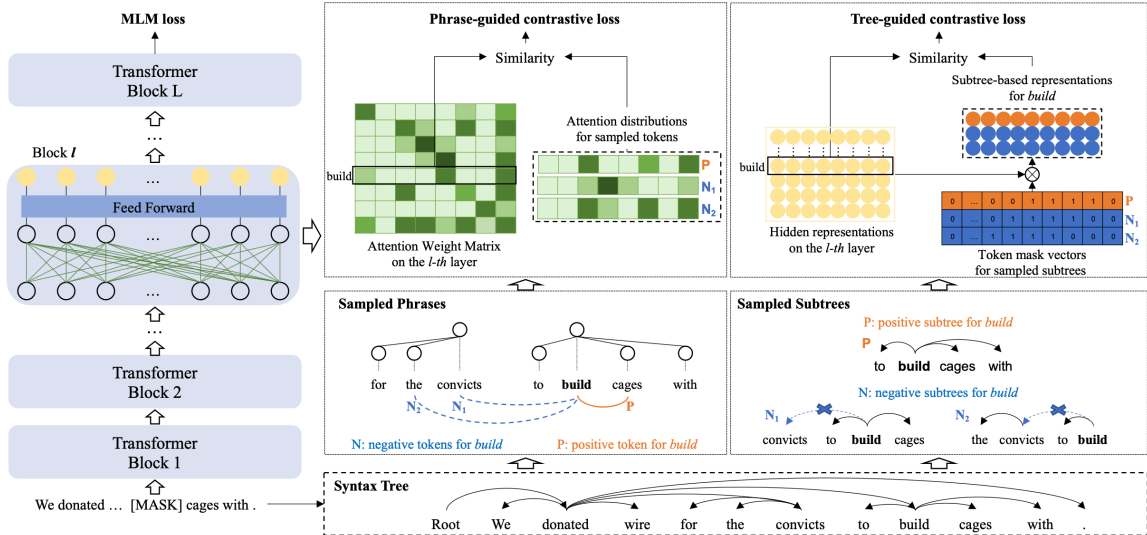 MLM loss
Transformer
Block L
...
Block l
...
Feed Forward
...
...
...
Transformer
Block 2
Transformer
Block 1
We donated ... [MASK] cages with .
Phrase-guided contrastive loss
Similarity
build
Attention Weight Matrix
on the l-th layer
Attention distributions
for sampled tokens
P
N1
N2
Tree-guided contrastive loss
Similarity
Subtree-based representations
for build
build
Hidden representations
on the l-th layer
0 ... 0 0 1 1 1 1 0 P
0 ... 0 1 1 1 1 0 0 N1
0 ... 1 1 1 1 0 0 0 N2
Token mask vectors
for sampled subtrees
Sampled Phrases
for the convicts to build cages with
N2 N1 P
N: negative tokens for build P: positive token for build
Sampled Subtrees
P: positive subtree for build
P
to build cages with
N: negative subtrees for build
N1 N2
convicts to build cages the convicts to build
Syntax Tree
Root We donated wire for the convicts to build cages with .